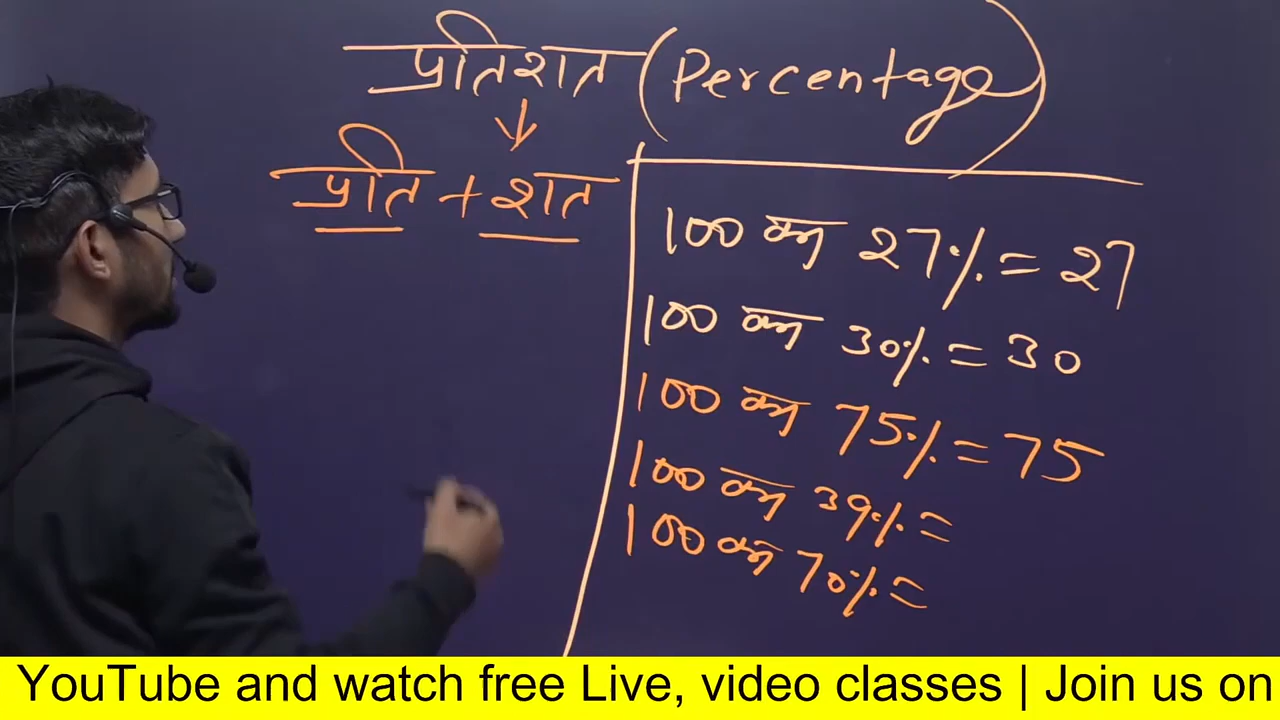 प्रतिशत (Percentage)
↓
प्रति + शत
100 का 27% = 27
100 का 30% = 30
100 का 75% = 75
100 का 39% =
100 का 70% =
YouTube and watch free Live, video classes | Join us on